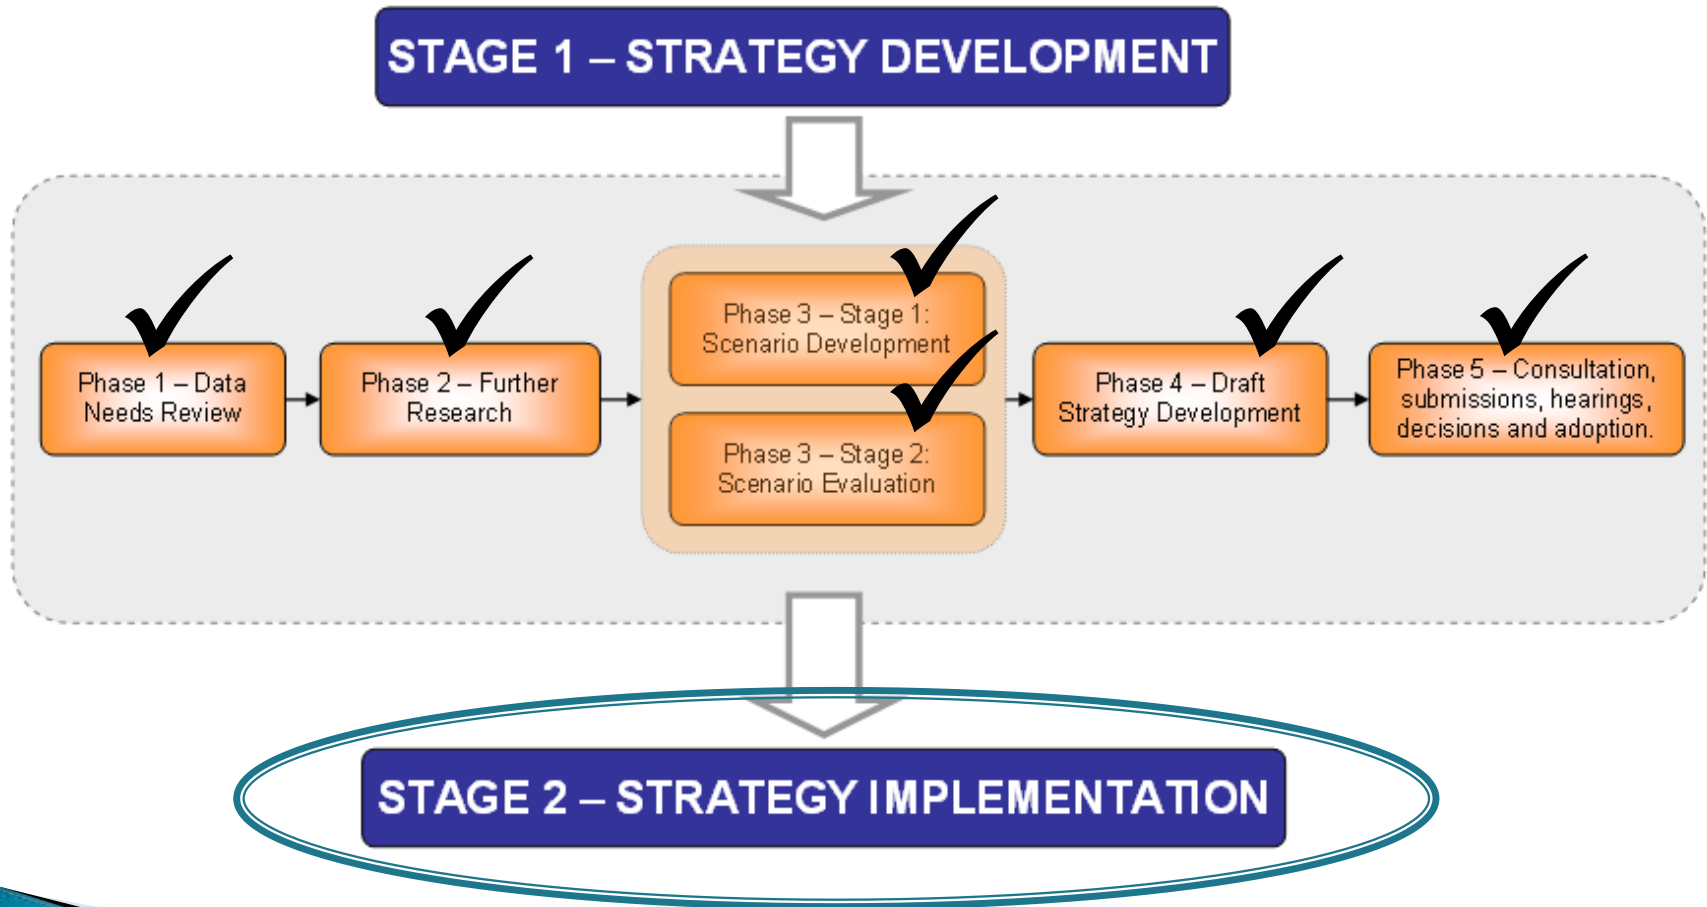 STAGE 1 – STRATEGY DEVELOPMENT
Phase 1 – Data
Needs Review
Phase 2 – Further
Research
Phase 3 – Stage 1:
Scenario Development
Phase 3 – Stage 2:
Scenario Evaluation
Phase 4 – Draft
Strategy Development
Phase 5 – Consultation,
submissions, hearings,
decisions and adoption.
STAGE 2 – STRATEGY IMPLEMENTATION